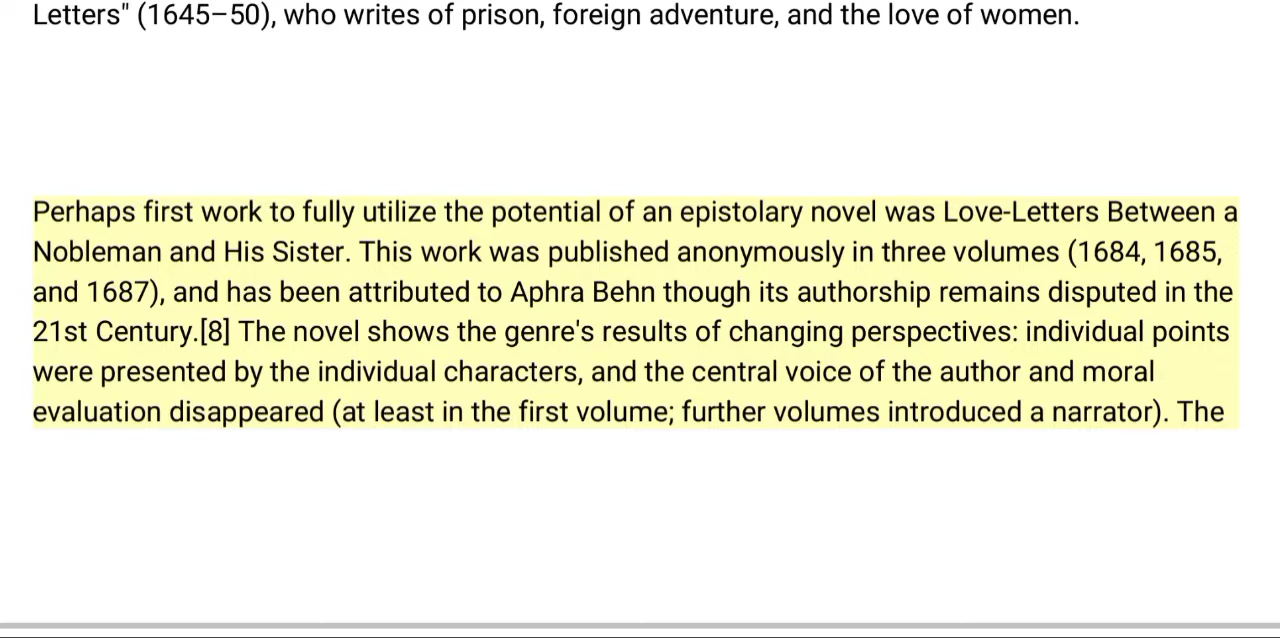 Letters" (1645–50), who writes of prison, foreign adventure, and the love of women.
Perhaps first work to fully utilize the potential of an epistolary novel was Love-Letters Between a
Nobleman and His Sister. This work was published anonymously in three volumes (1684, 1685,
and 1687), and has been attributed to Aphra Behn though its authorship remains disputed in the
21st Century.[8] The novel shows the genre's results of changing perspectives: individual points
were presented by the individual characters, and the central voice of the author and moral
evaluation disappeared (at least in the first volume; further volumes introduced a narrator). The